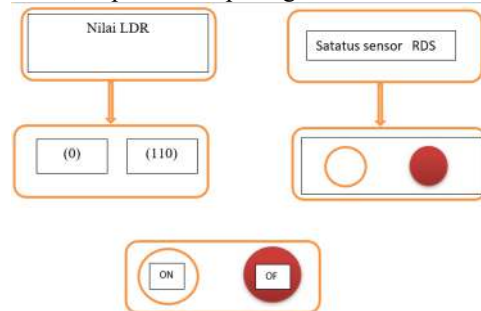 Nilai LDR
Satatus sensor RDS
(0)
(110)
ON
OF